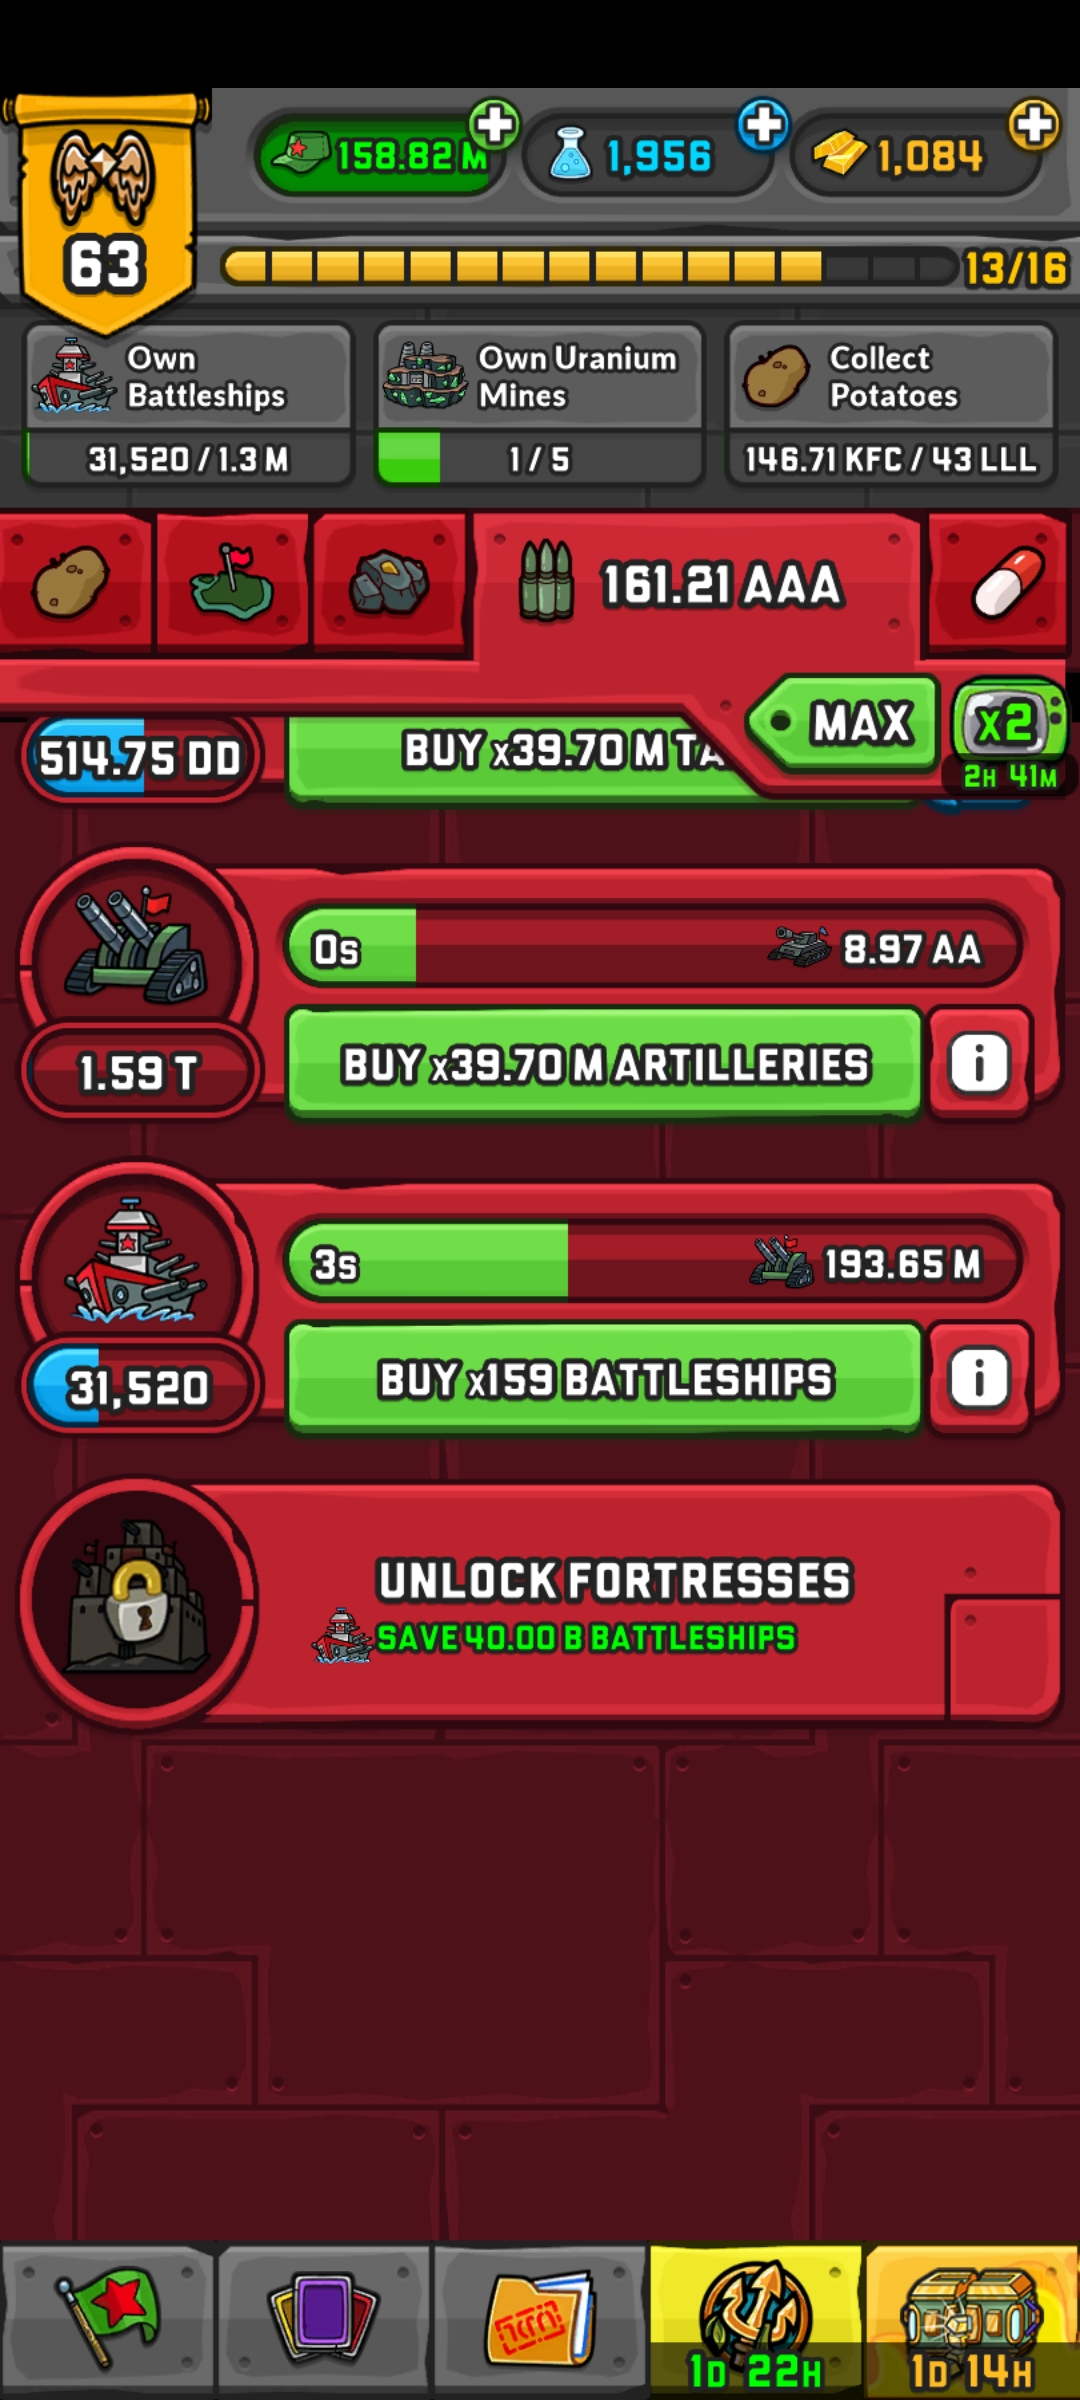 158.82 M
1,956
1,084
63
13/16
Own
Battleships
31,520 / 1.3 M
Own Uranium
Mines
1 / 5
Collect
Potatoes
146.71 KFC / 43 LLL
161.21 AAA
MAX
x2
2H 41M
514.75 DD
BUY x39.70 M TA
0s
8.97 AA
1.59 T
BUY x39.70 M ARTILLERIES
i
3s
193.65 M
31,520
BUY x159 BATTLESHIPS
i
UNLOCK FORTRESSES
SAVE 40.00 B BATTLESHIPS
1D 22H
1D 14H